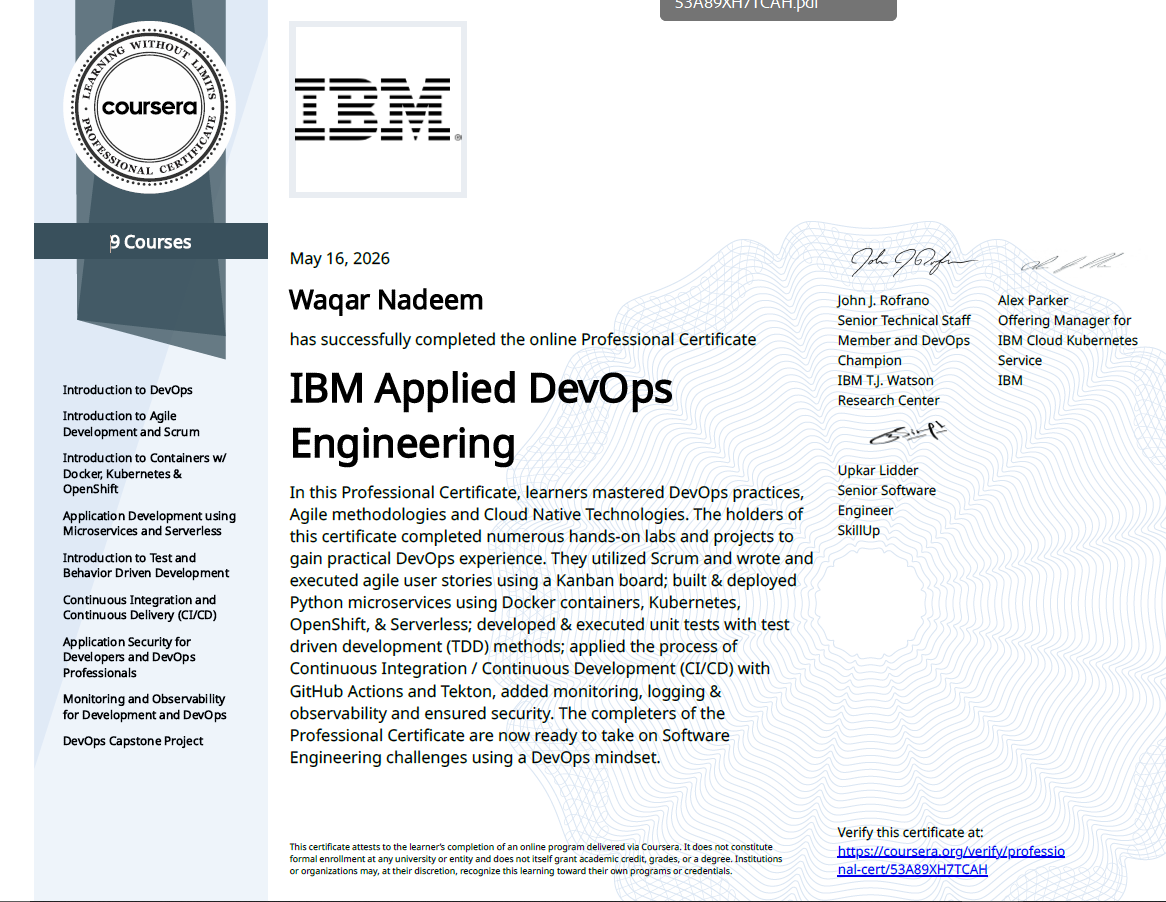 53A89XH7TCAH.pdf
LEARNING WITHOUT LIMITS
coursera
PROFESSIONAL CERTIFICATE
IBM
9 Courses
Introduction to DevOps
Introduction to Agile
Development and Scrum
Introduction to Containers w/
Docker, Kubernetes &
OpenShift
Application Development using
Microservices and Serverless
Introduction to Test and
Behavior Driven Development
Continuous Integration and
Continuous Delivery (CI/CD)
Application Security for
Developers and DevOps
Professionals
Monitoring and Observability
for Development and DevOps
DevOps Capstone Project
May 16, 2026
Waqar Nadeem
has successfully completed the online Professional Certificate
IBM Applied DevOps
Engineering
In this Professional Certificate, learners mastered DevOps practices,
Agile methodologies and Cloud Native Technologies. The holders of
this certificate completed numerous hands-on labs and projects to
gain practical DevOps experience. They utilized Scrum and wrote and
executed agile user stories using a Kanban board; built & deployed
Python microservices using Docker containers, Kubernetes,
OpenShift, & Serverless; developed & executed unit tests with test
driven development (TDD) methods; applied the process of
Continuous Integration / Continuous Development (CI/CD) with
GitHub Actions and Tekton, added monitoring, logging &
observability and ensured security. The completers of the
Professional Certificate are now ready to take on Software
Engineering challenges using a DevOps mindset.
This certificate attests to the learner's completion of an online program delivered via Coursera. It does not constitute
formal enrollment at any university or entity and does not itself grant academic credit, grades, or a degree. Institutions
or organizations may, at their discretion, recognize this learning toward their own programs or credentials.
John J Rofrano
John J. Rofrano
Senior Technical Staff
Member and DevOps
Champion
IBM T.J. Watson
Research Center
Alex Parker
Offering Manager for
IBM Cloud Kubernetes
Service
IBM
Upkar Lidder
Senior Software
Engineer
SkillUp
Verify this certificate at:
https://coursera.org/verify/professio
nal-cert/53A89XH7TCAH